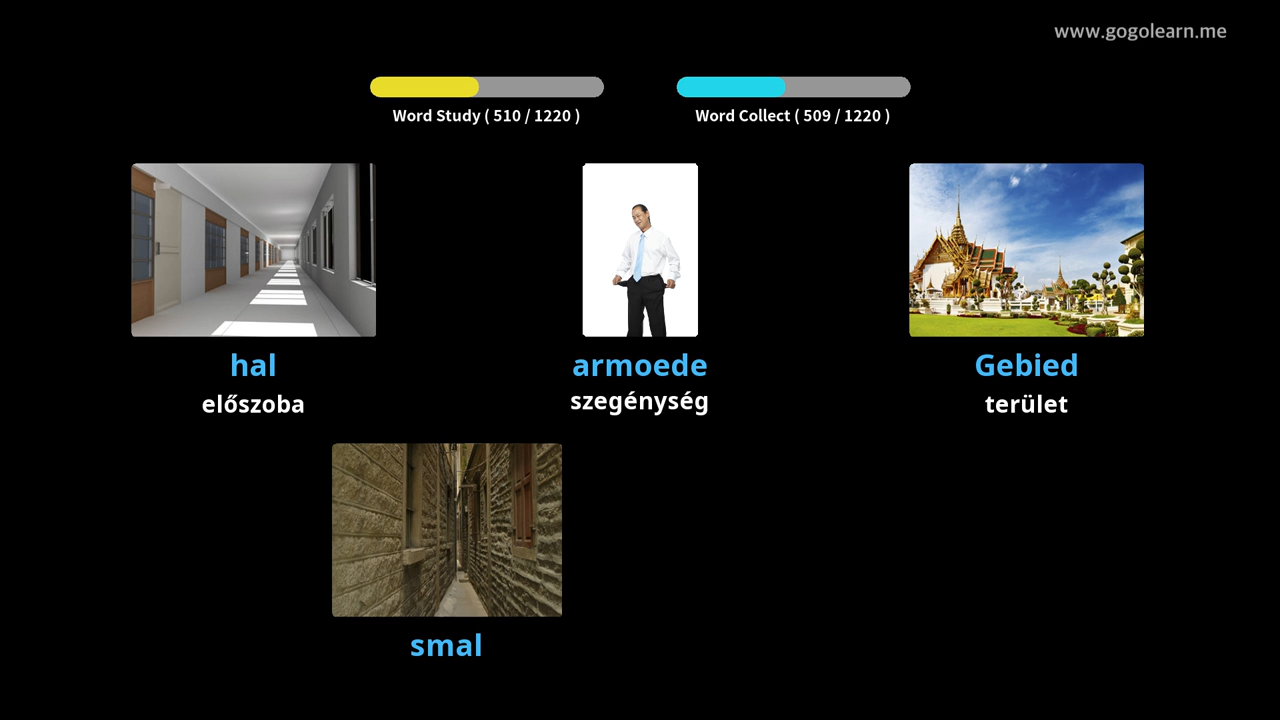 www.gogolearn.me
Word Study ( 510 / 1220 )
Word Collect ( 509 / 1220 )
hal
előszoba
armoede
szegénység
Gebied
terület
smal